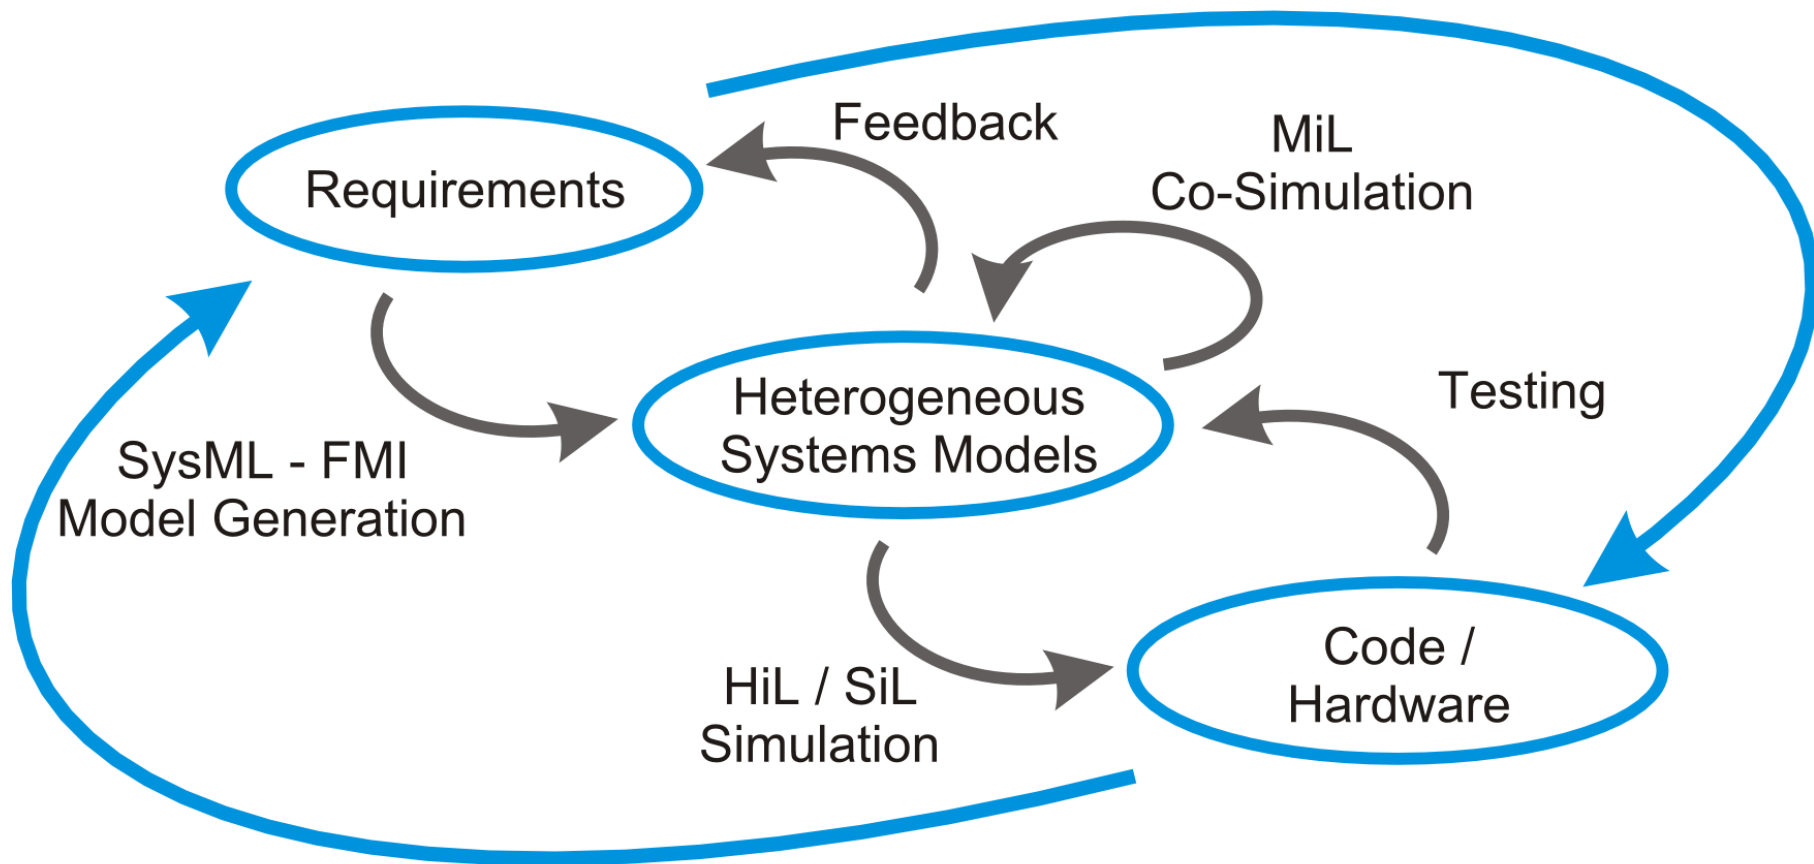 Feedback
MiL
Co-Simulation
Requirements
Testing
Heterogeneous
Systems Models
SysML - FMI
Model Generation
Code /
Hardware
HiL / SiL
Simulation